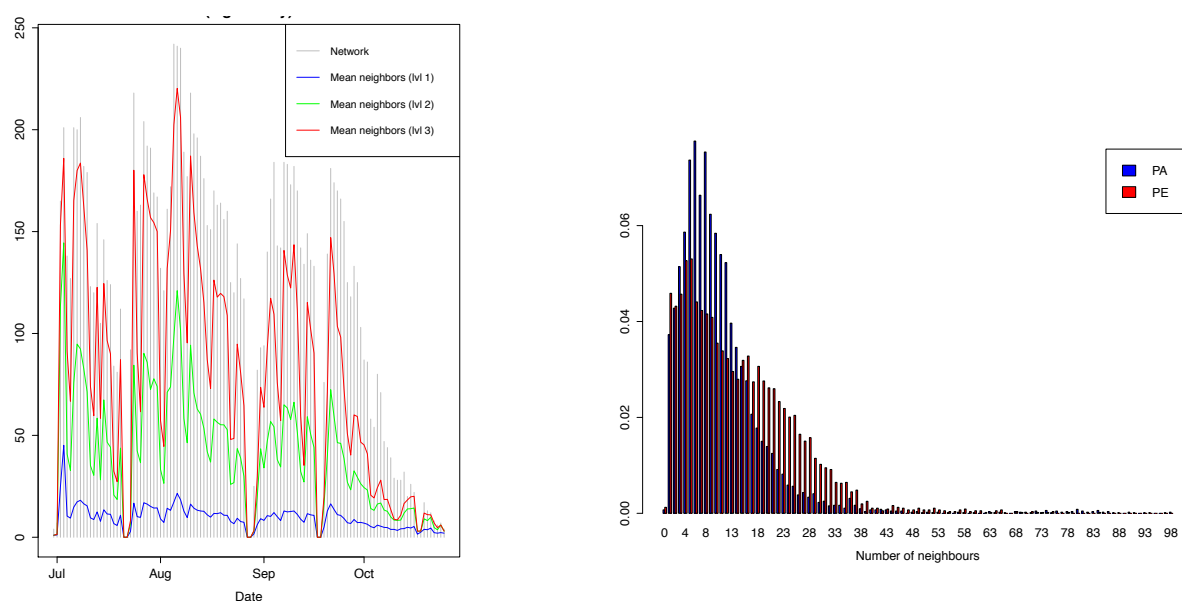 250
200
150
100
50
0
Network
Mean neighbors (lvl 1)
Mean neighbors (lvl 2)
Mean neighbors (lvl 3)
Jul Aug Sep Oct
Date
0.06
0.04
0.02
0.00
PA
PE
0 4 8 13 18 23 28 33 38 43 48 53 58 63 68 73 78 83 88 93 98
Number of neighbours